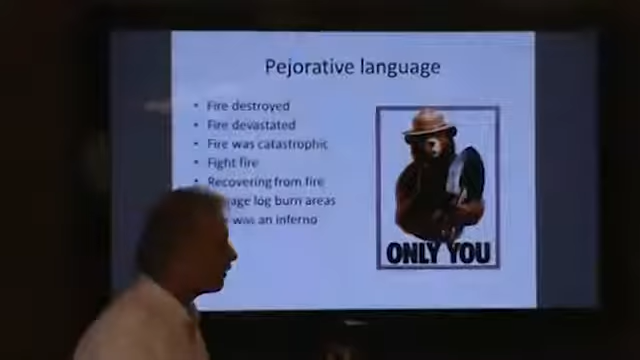 Pejorative language
• Fire destroyed
• Fire devastated
• Fire was catastrophic
• Fight fire
• Recovering from fire
log burn areas
was an inferno
ONLY YOU